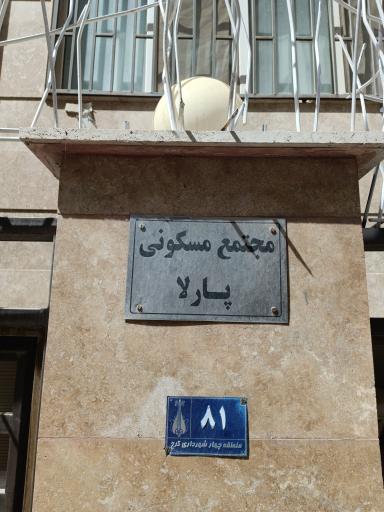 مجتمع مسکونی
پارلا
۸۱
منطقه چهار شهرداری کرج